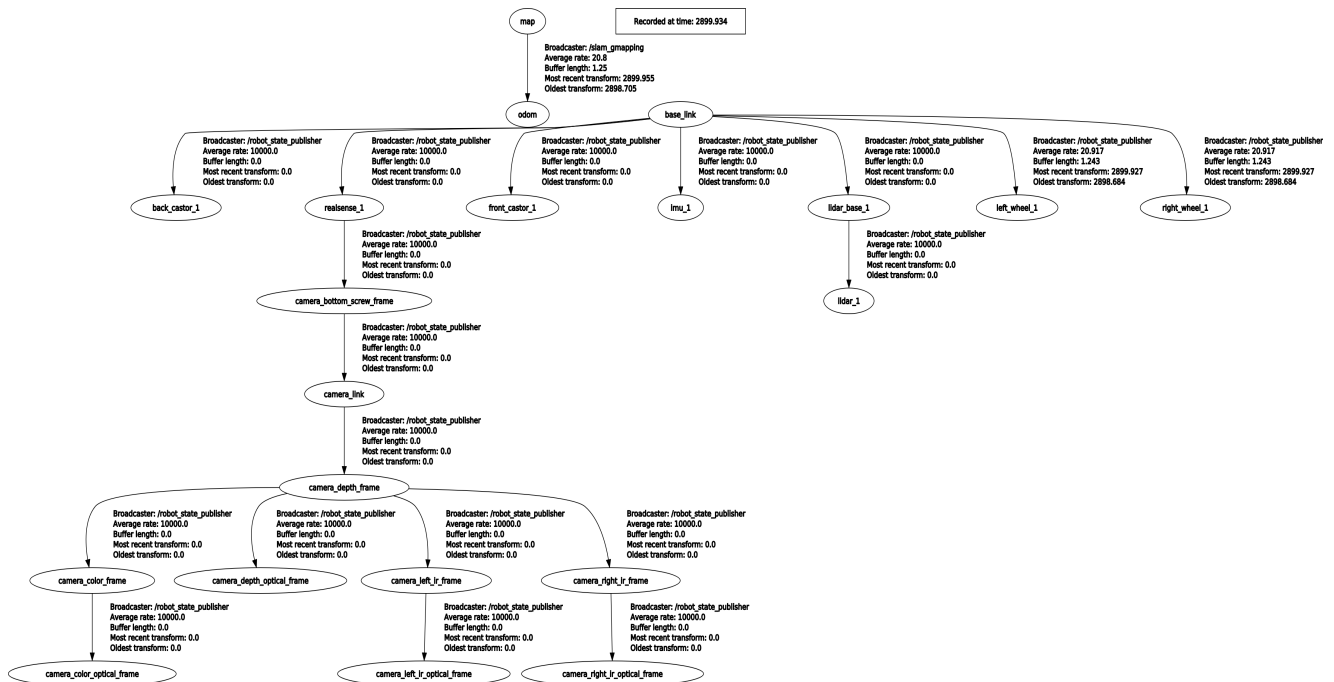 map
Recorded at time: 2899.934
Broadcaster: /slam_gmapping
Average rate: 20.8
Buffer length: 1.25
Most recent transform: 2899.955
Oldest transform: 2898.705
odom
base_link
Broadcaster: /robot_state_publisher
Average rate: 10000.0
Buffer length: 0.0
Most recent transform: 0.0
Oldest transform: 0.0
Broadcaster: /robot_state_publisher
Average rate: 10000.0
Buffer length: 0.0
Most recent transform: 0.0
Oldest transform: 0.0
Broadcaster: /robot_state_publisher
Average rate: 10000.0
Buffer length: 0.0
Most recent transform: 0.0
Oldest transform: 0.0
Broadcaster: /robot_state_publisher
Average rate: 10000.0
Buffer length: 0.0
Most recent transform: 0.0
Oldest transform: 0.0
Broadcaster: /robot_state_publisher
Average rate: 10000.0
Buffer length: 0.0
Most recent transform: 0.0
Oldest transform: 0.0
Broadcaster: /robot_state_publisher
Average rate: 20.917
Buffer length: 1.243
Most recent transform: 2899.927
Oldest transform: 2898.684
Broadcaster: /robot_state_publisher
Average rate: 20.917
Buffer length: 1.243
Most recent transform: 2899.927
Oldest transform: 2898.684
back_castor_1
realsense_1
front_castor_1
imu_1
lidar_base_1
left_wheel_1
right_wheel_1
Broadcaster: /robot_state_publisher
Average rate: 10000.0
Buffer length: 0.0
Most recent transform: 0.0
Oldest transform: 0.0
Broadcaster: /robot_state_publisher
Average rate: 10000.0
Buffer length: 0.0
Most recent transform: 0.0
Oldest transform: 0.0
camera_bottom_screw_frame
lidar_1
Broadcaster: /robot_state_publisher
Average rate: 10000.0
Buffer length: 0.0
Most recent transform: 0.0
Oldest transform: 0.0
camera_link
Broadcaster: /robot_state_publisher
Average rate: 10000.0
Buffer length: 0.0
Most recent transform: 0.0
Oldest transform: 0.0
camera_depth_frame
Broadcaster: /robot_state_publisher
Average rate: 10000.0
Buffer length: 0.0
Most recent transform: 0.0
Oldest transform: 0.0
Broadcaster: /robot_state_publisher
Average rate: 10000.0
Buffer length: 0.0
Most recent transform: 0.0
Oldest transform: 0.0
Broadcaster: /robot_state_publisher
Average rate: 10000.0
Buffer length: 0.0
Most recent transform: 0.0
Oldest transform: 0.0
Broadcaster: /robot_state_publisher
Average rate: 10000.0
Buffer length: 0.0
Most recent transform: 0.0
Oldest transform: 0.0
camera_color_frame
camera_depth_optical_frame
camera_left_ir_frame
camera_right_ir_frame
Broadcaster: /robot_state_publisher
Average rate: 10000.0
Buffer length: 0.0
Most recent transform: 0.0
Oldest transform: 0.0
Broadcaster: /robot_state_publisher
Average rate: 10000.0
Buffer length: 0.0
Most recent transform: 0.0
Oldest transform: 0.0
Broadcaster: /robot_state_publisher
Average rate: 10000.0
Buffer length: 0.0
Most recent transform: 0.0
Oldest transform: 0.0
camera_color_optical_frame
camera_left_ir_optical_frame
camera_right_ir_optical_frame